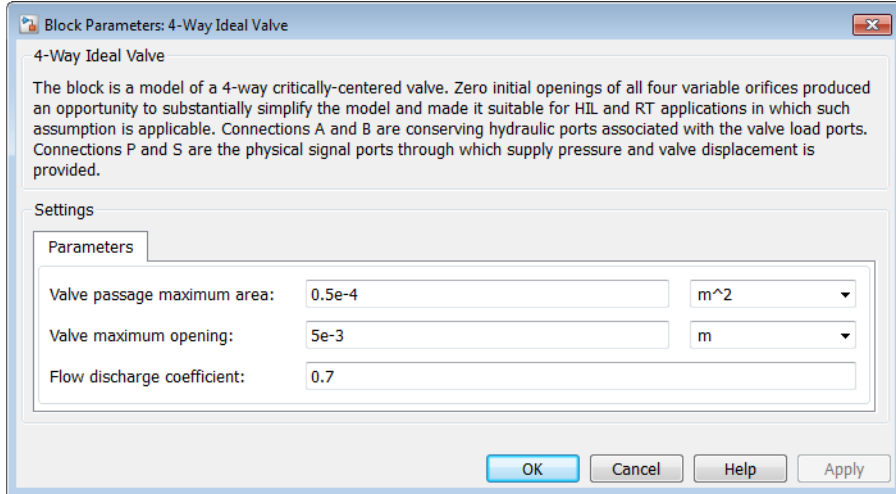 Block Parameters: 4-Way Ideal Valve
4-Way Ideal Valve
The block is a model of a 4-way critically-centered valve. Zero initial openings of all four variable orifices produced
an opportunity to substantially simplify the model and made it suitable for HIL and RT applications in which such
assumption is applicable. Connections A and B are conserving hydraulic ports associated with the valve load ports.
Connections P and S are the physical signal ports through which supply pressure and valve displacement is
provided.
Settings
Parameters
Valve passage maximum area: 0.5e-4 m^2
Valve maximum opening: 5e-3 m
Flow discharge coefficient: 0.7
OK Cancel Help Apply